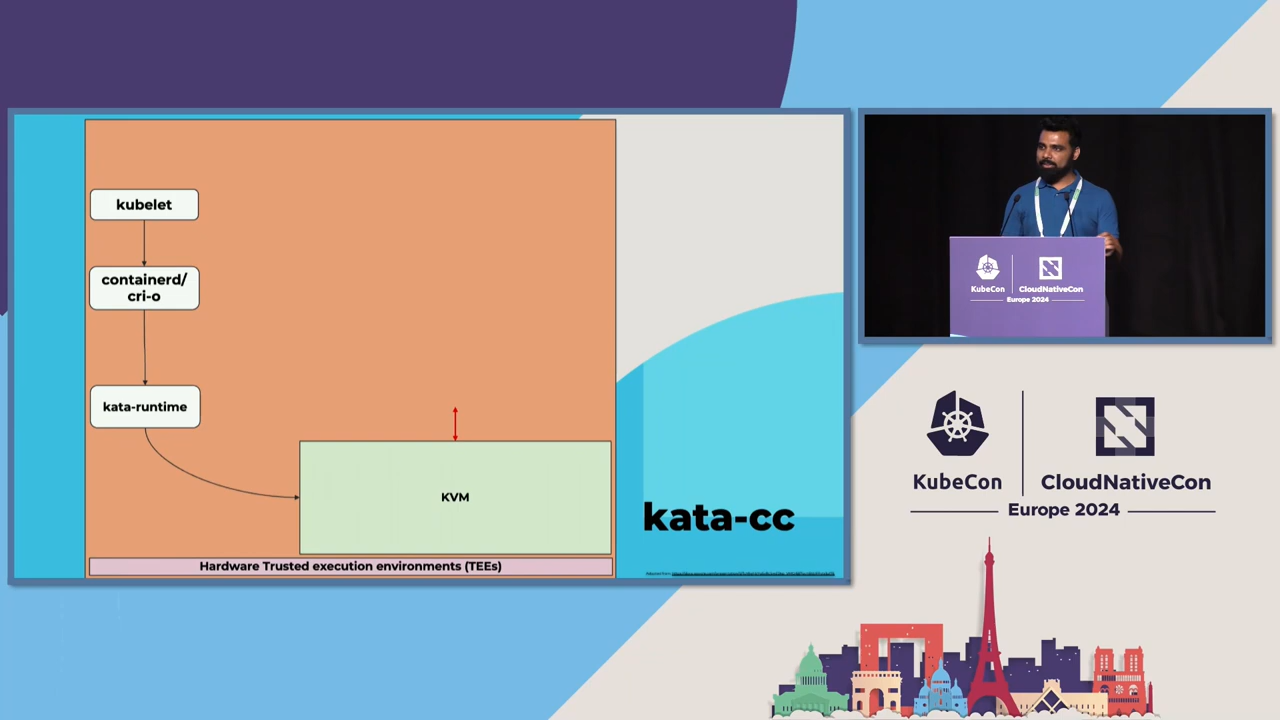 kubelet
containerd/
cri-o
kata-runtime
KVM
Hardware Trusted execution environments (TEEs)
kata-cc
KubeCon
CloudNativeCon
Europe 2024
KubeCon
CloudNativeCon
Europe 2024